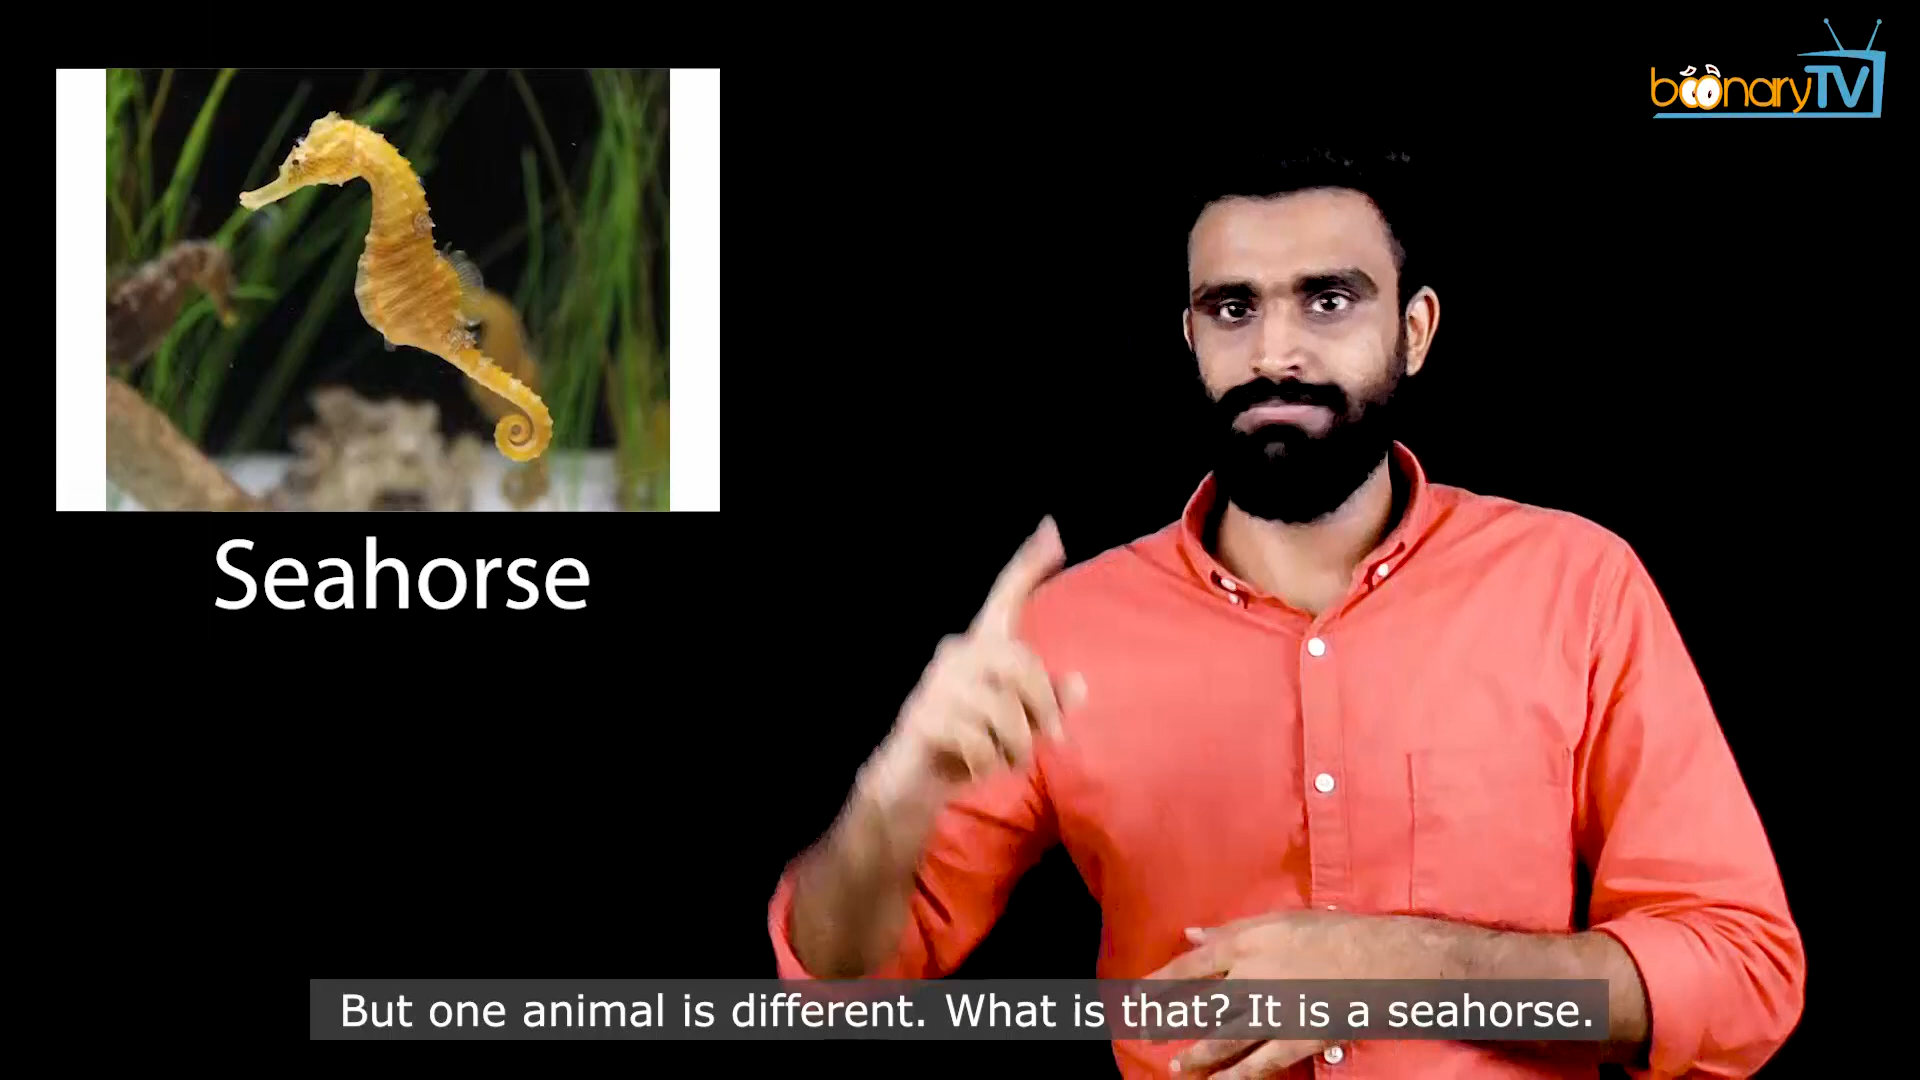 boonaryTV
Seahorse
But one animal is different. What is that? It is a seahorse.